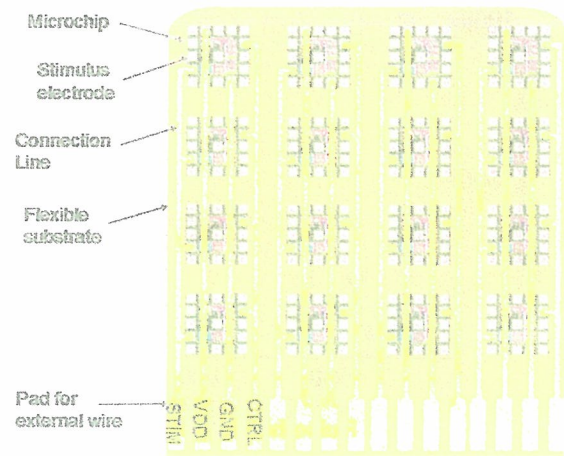 Microchip
Stimulus
electrode
Connection
Line
Flexible
substrate
Pad for
external wire
STIM
VDD
GND
CTRL